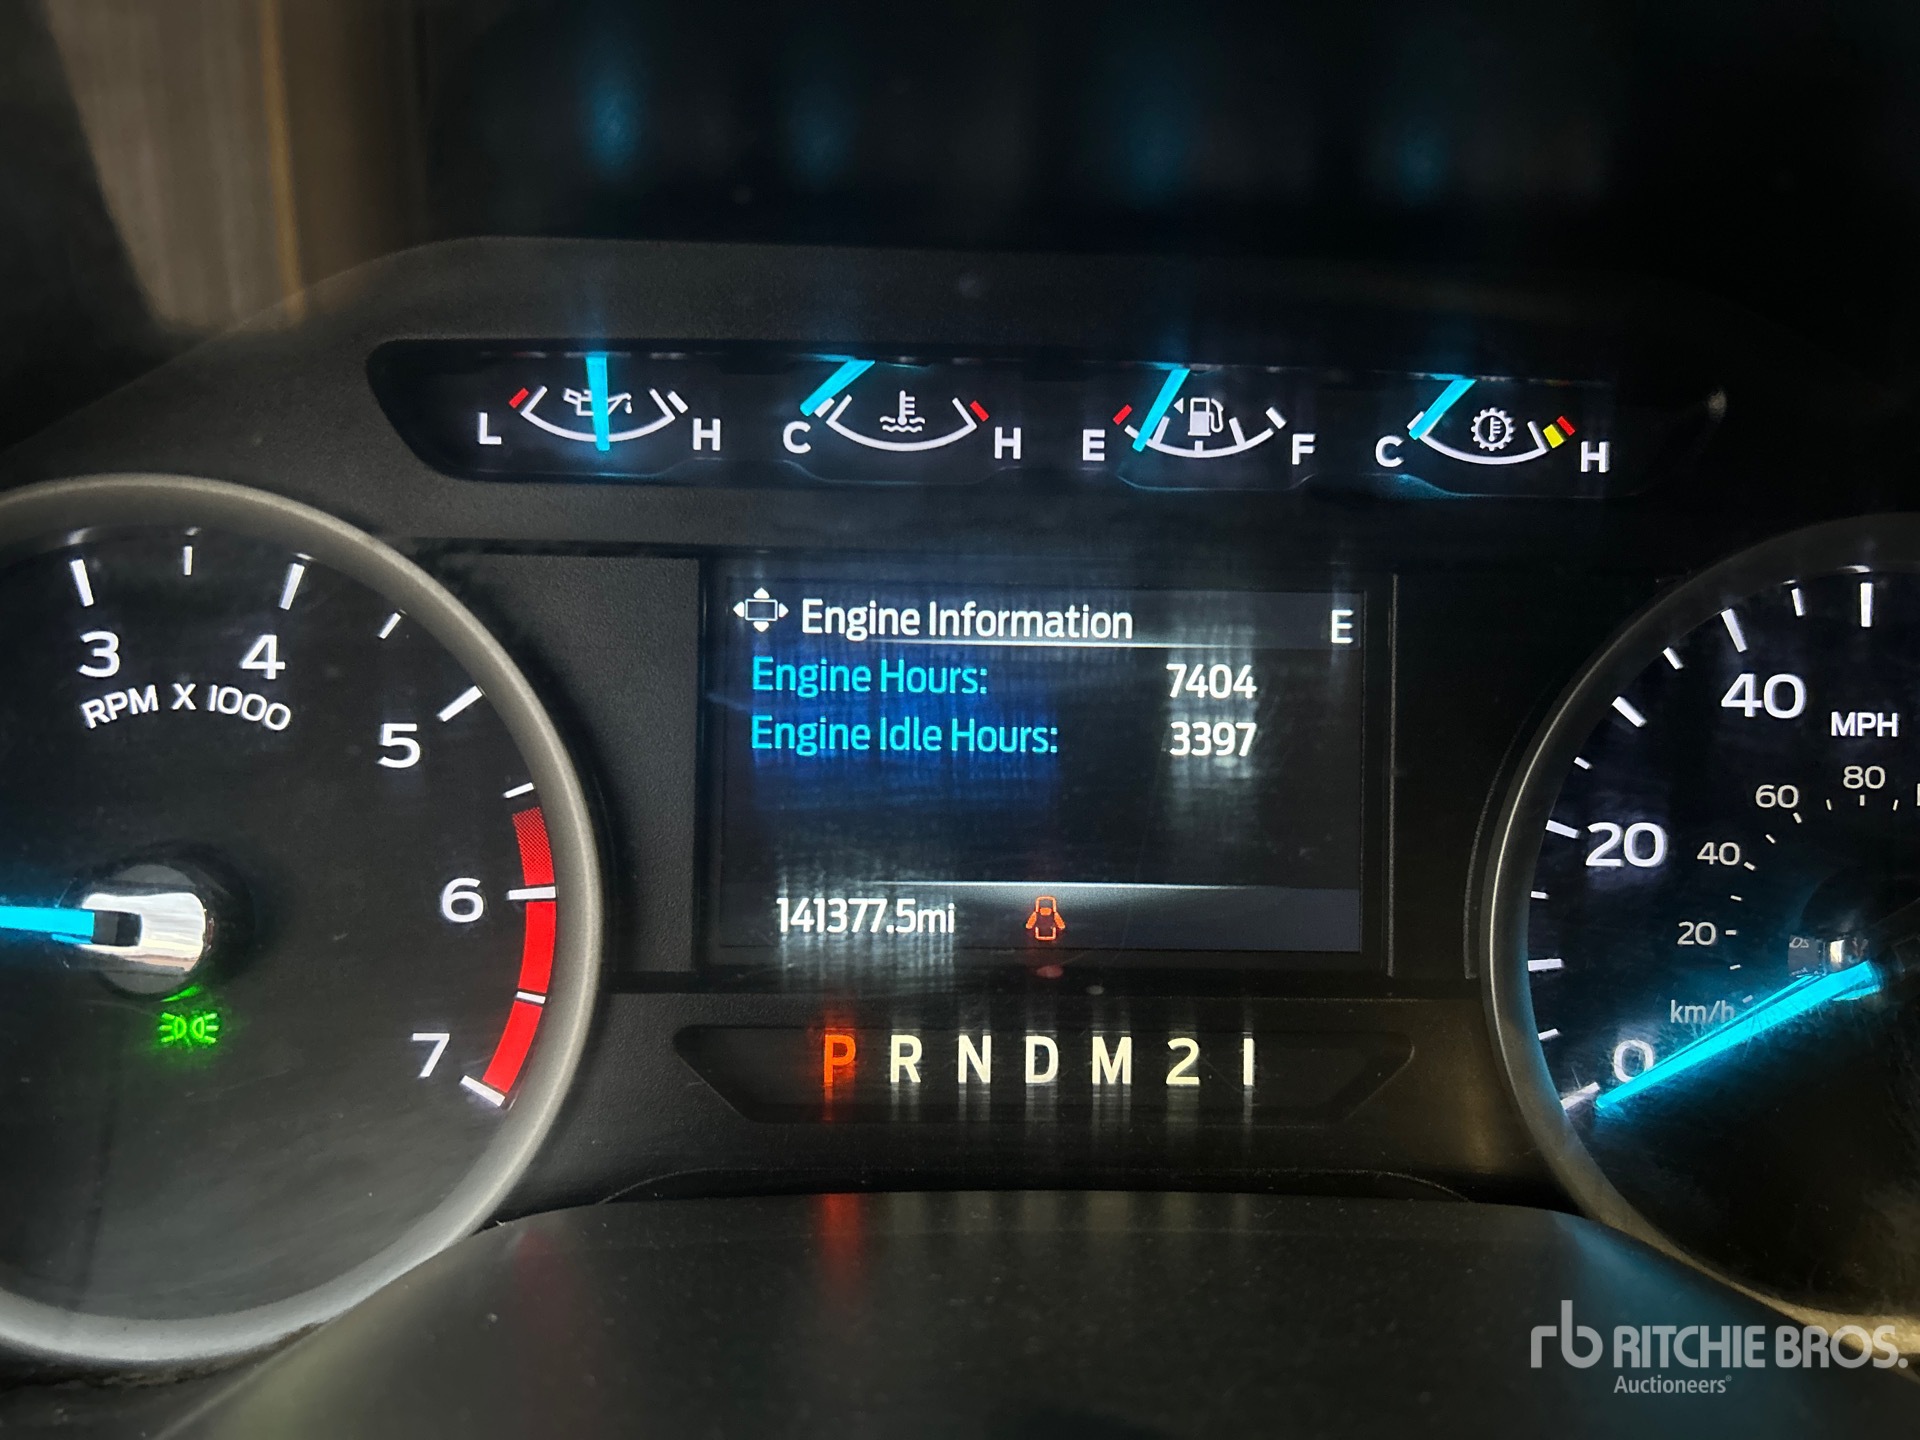 L H C H E F C H
Engine Information E
Engine Hours: 7404
Engine Idle Hours: 3397
141377.5mi
P R N D M 2 1
3 4 5 6 7
RPM X 1000
0 20 40
MPH
20 40 60 80
km/h
rb RITCHIE BROS.
Auctioneers®